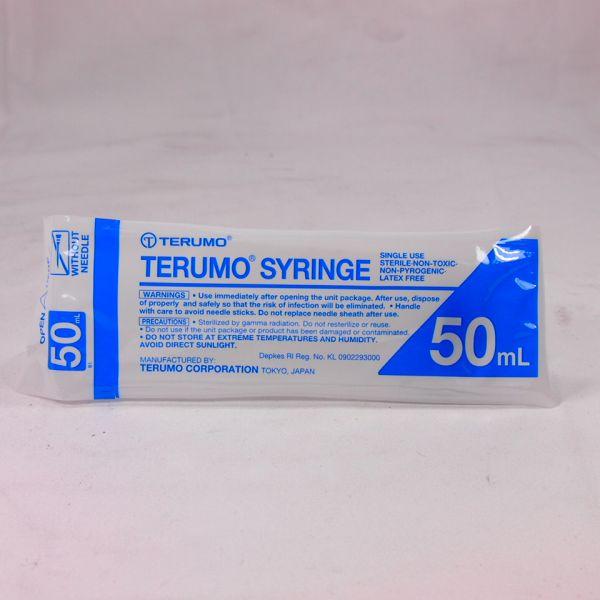 TERUMO®
TERUMO® SYRINGE
SINGLE USE
STERILE-NON-TOXIC-
NON-PYROGENIC-
LATEX FREE
WARNINGS • Use immediately after opening the unit package. After use, dispose
of properly and safely so that the risk of infection will be eliminated. • Handle
with care to avoid needle sticks. Do not replace needle sheath after use.
PRECAUTIONS • Sterilized by gamma radiation. Do not resterilize or reuse.
• Do not use if the unit package or product has been damaged or contaminated.
• DO NOT STORE AT EXTREME TEMPERATURES AND HUMIDITY.
AVOID DIRECT SUNLIGHT.
Depkes RI Reg. No. KL 0902293000
MANUFACTURED BY:
TERUMO CORPORATION TOKYO, JAPAN
50mL
WITHOUT
NEEDLE
OPEN
50mL